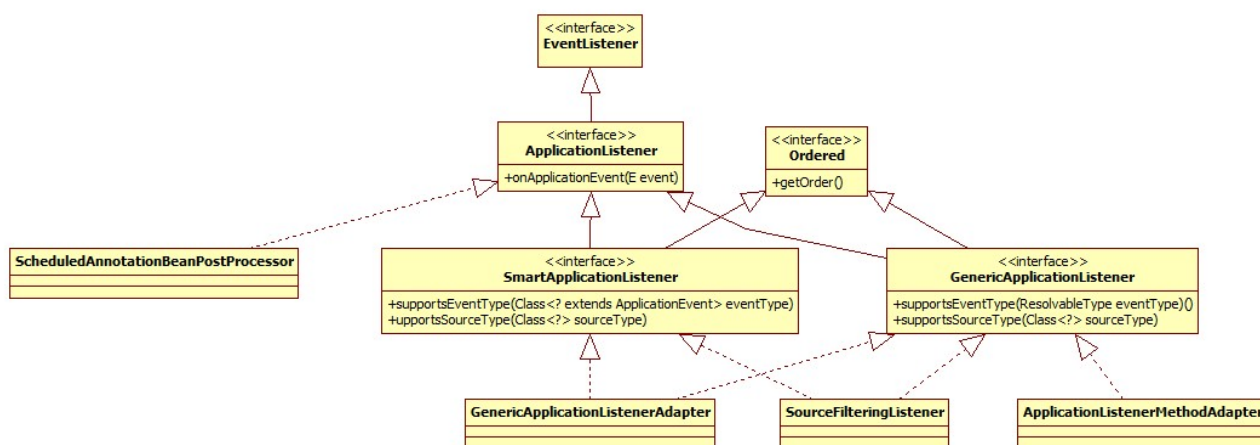 <<interface>>
EventListener
<<interface>>
ApplicationListener
+onApplicationEvent(E event)
<<interface>>
Ordered
+getOrder()
ScheduledAnnotationBeanPostProcessor
<<interface>>
SmartApplicationListener
+supportsEventType(Class<? extends ApplicationEvent> eventType)
+upportsSourceType(Class<?> sourceType)
<<interface>>
GenericApplicationListener
+supportsEventType(ResolvableType eventType)()
+supportsSourceType(Class<?> sourceType)
GenericApplicationListenerAdapter
SourceFilteringListener
ApplicationListenerMethodAdapter